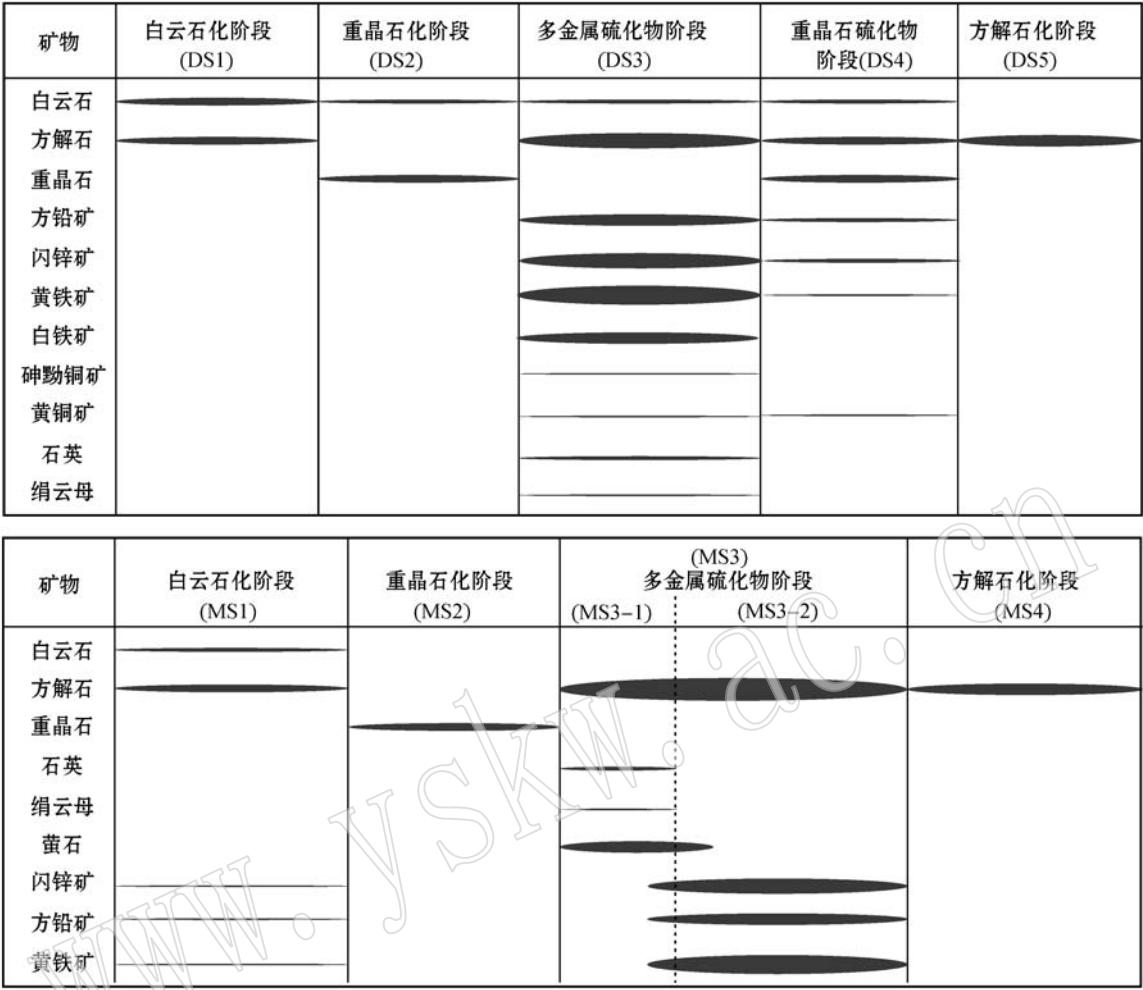 矿物 白云石化阶段 重晶石化阶段 多金属硫化物阶段 重晶石硫化物 方解石化阶段
(DS1) (DS2) (DS3) 阶段(DS4) (DS5)
白云石
方解石
重晶石
方铅矿
闪锌矿
黄铁矿
白铁矿
砷黝铜矿
黄铜矿
石英
绢云母
(MS3)
矿物 白云石化阶段 重晶石化阶段 多金属硫化物阶段 方解石化阶段
(MS1) (MS2) (MS3-1) (MS3-2) (MS4)
白云石
方解石
重晶石
石英
绢云母
萤石
闪锌矿
方铅矿
黄铁矿
www.yskw.ac.cn